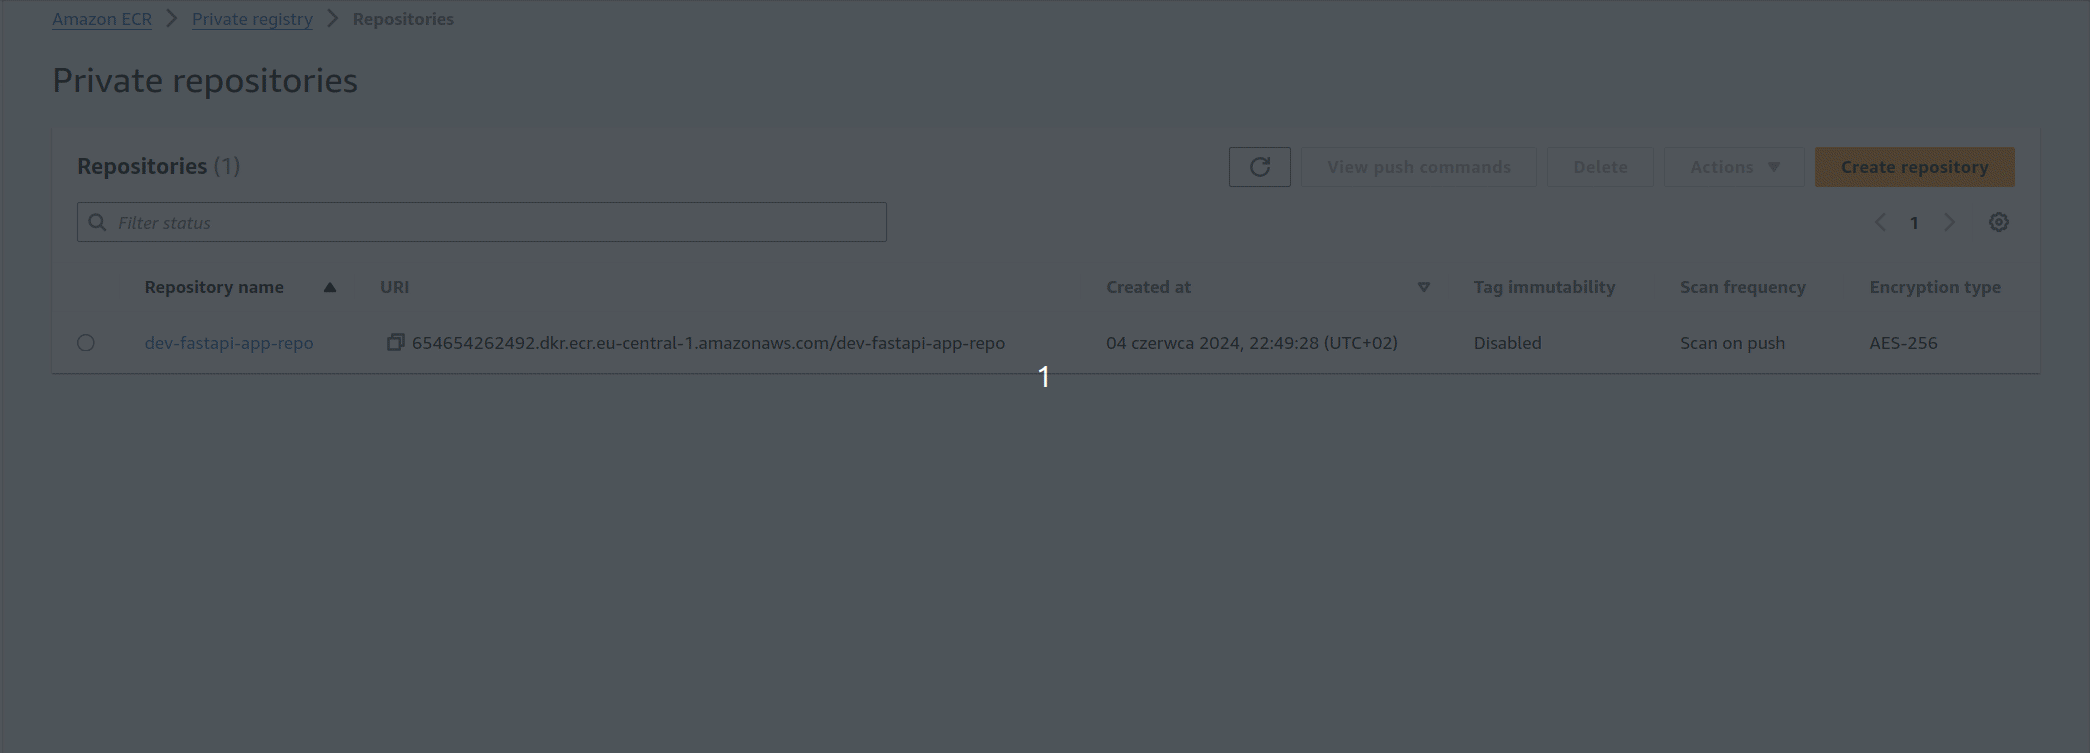 Amazon ECR > Private registry > Repositories
Private repositories
Repositories (1)
View push commands
Delete
Actions
Create repository
Filter status
1
Repository name URI Created at Tag immutability Scan frequency Encryption type
dev-fastapi-app-repo 654654262492.dkr.ecr.eu-central-1.amazonaws.com/dev-fastapi-app-repo 04 czerwca 2024, 22:49:28 (UTC+02) Disabled Scan on push AES-256
1